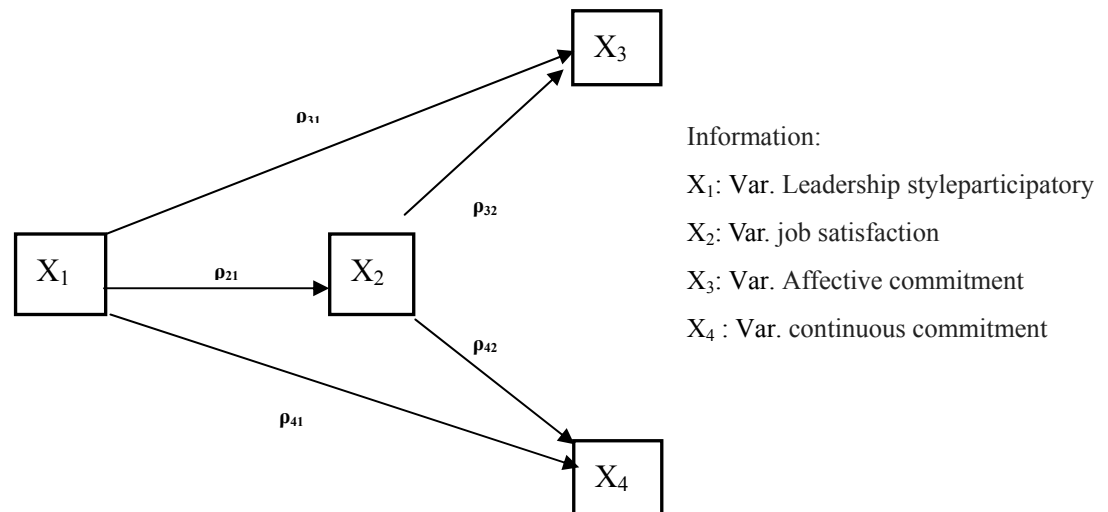 X₃
ρ₃₁
Information:
X₁: Var. Leadership styleparticipatory
ρ₃₂
X₂: Var. job satisfaction
X₁
ρ₂₁
X₂
X₃: Var. Affective commitment
X₄ : Var. continuous commitment
ρ₄₂
ρ₄₁
X₄